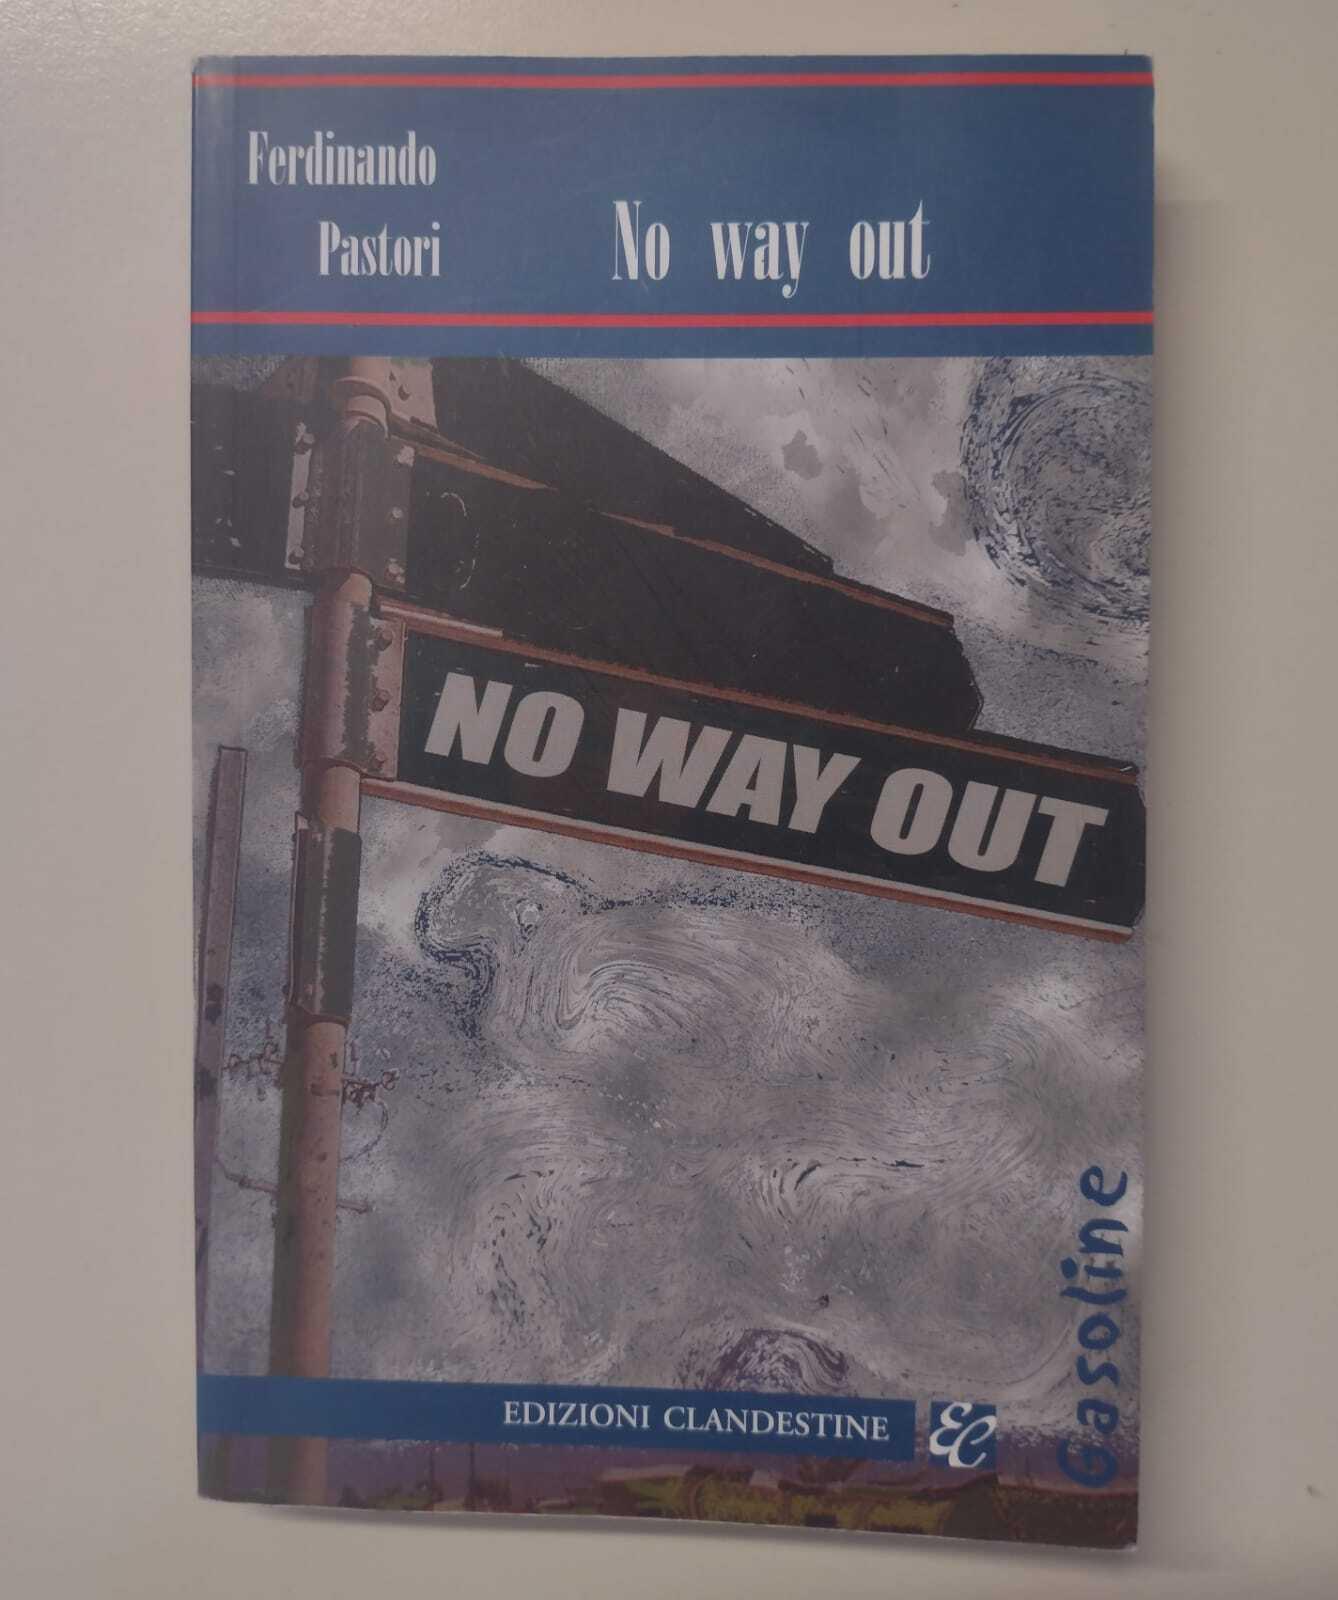 Ferdinando
Pastori
No way out
NO WAY OUT
Gasoline
EDIZIONI CLANDESTINE
EC